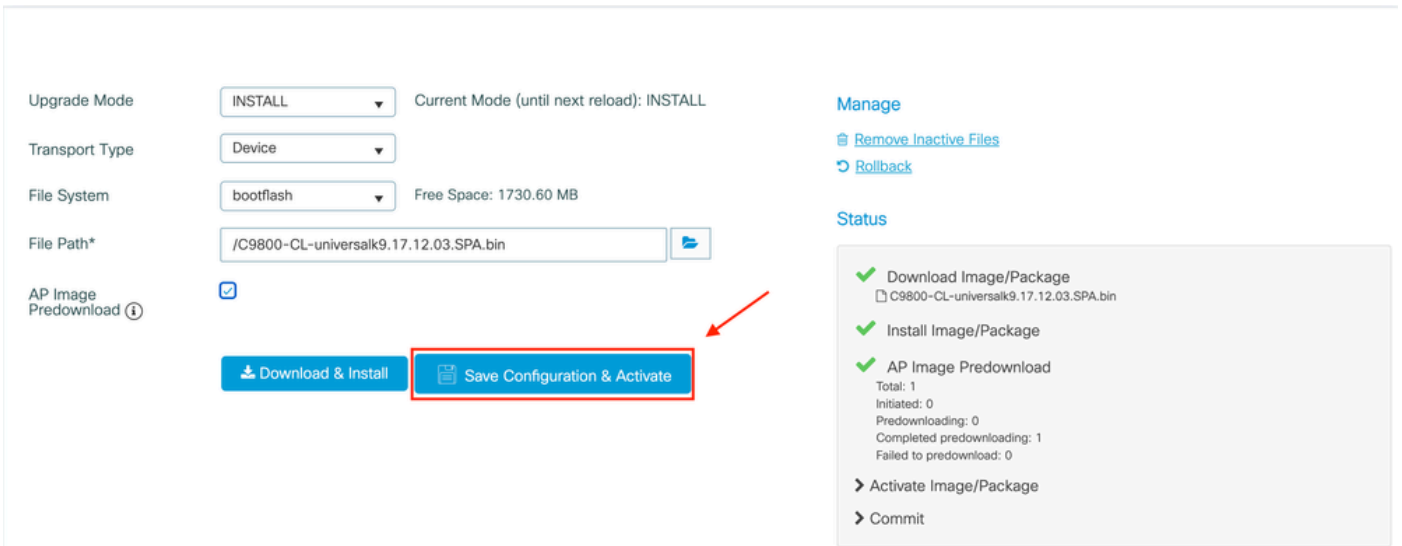 Upgrade Mode
INSTALL
Current Mode (until next reload): INSTALL
Transport Type
Device
File System
bootflash
Free Space: 1730.60 MB
File Path*
/C9800-CL-universalk9.17.12.03.SPA.bin
AP Image
Predownload
Download & Install
Save Configuration & Activate
Manage
Remove Inactive Files
Rollback
Status
Download Image/Package
C9800-CL-universalk9.17.12.03.SPA.bin
Install Image/Package
AP Image Predownload
Total: 1
Initiated: 0
Predownloading: 0
Completed predownloading: 1
Failed to predownload: 0
Activate Image/Package
Commit